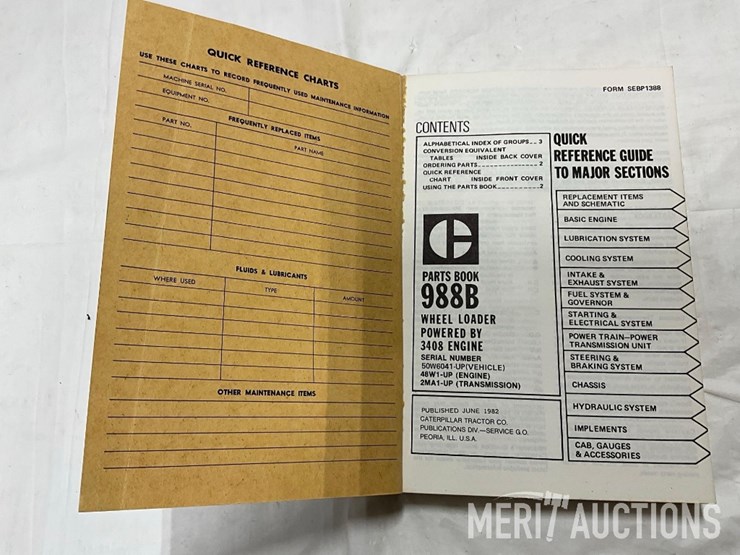 QUICK REFERENCE CHARTS
USE THESE CHARTS TO RECORD FREQUENTLY USED MAINTENANCE INFORMATION
MACHINE SERIAL NO.
EQUIPMENT NO.
FREQUENTLY REPLACED ITEMS
PART NO.
PART NAME
FLUIDS & LUBRICANTS
WHERE USED
TYPE
AMOUNT
OTHER MAINTENANCE ITEMS
FORM SEBP1388
CONTENTS
ALPHABETICAL INDEX OF GROUPS__ 3
CONVERSION EQUIVALENT
TABLES INSIDE BACK COVER
ORDERING PARTS________________2
QUICK REFERENCE
CHART INSIDE FRONT COVER
USING THE PARTS BOOK__________2
C
PARTS BOOK
988B
WHEEL LOADER
POWERED BY
3408 ENGINE
SERIAL NUMBER
50W6041-UP(VEHICLE)
48W1-UP (ENGINE)
2MA1-UP (TRANSMISSION)
PUBLISHED JUNE 1982
CATERPILLAR TRACTOR CO.
PUBLICATIONS DIV.—SERVICE G.O.
PEORIA, ILL. U.S.A.
QUICK
REFERENCE GUIDE
TO MAJOR SECTIONS
REPLACEMENT ITEMS
AND SCHEMATIC
BASIC ENGINE
LUBRICATION SYSTEM
COOLING SYSTEM
INTAKE &
EXHAUST SYSTEM
FUEL SYSTEM &
GOVERNOR
STARTING &
ELECTRICAL SYSTEM
POWER TRAIN—POWER
TRANSMISSION UNIT
STEERING &
BRAKING SYSTEM
CHASSIS
HYDRAULIC SYSTEM
IMPLEMENTS
CAB, GAUGES
& ACCESSORIES
MERIT AUCTIONS